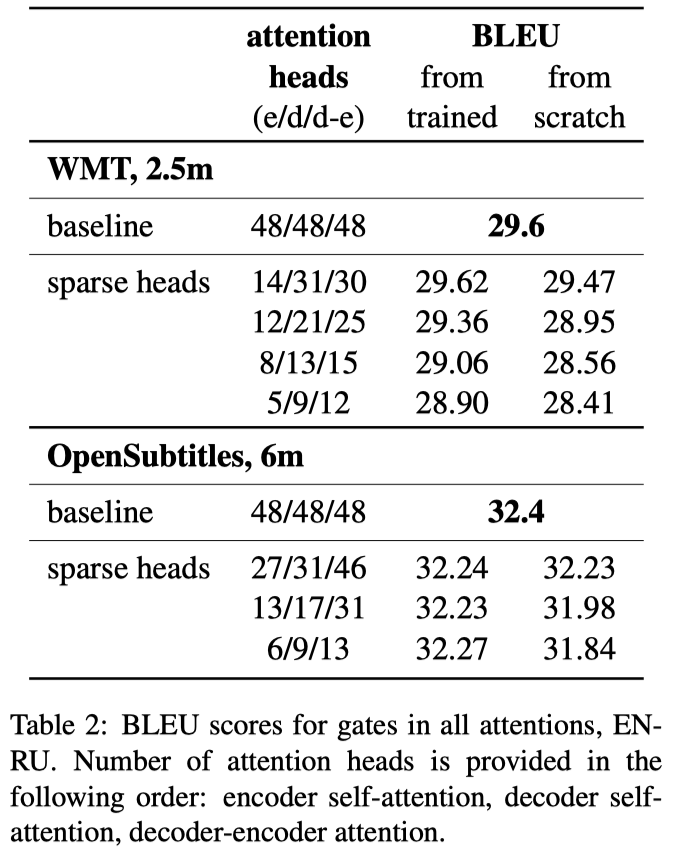 attention BLEU
heads from from
(e/d/d-e) trained scratch
WMT, 2.5m
baseline 48/48/48 29.6
sparse heads 14/31/30 29.62 29.47
12/21/25 29.36 28.95
8/13/15 29.06 28.56
5/9/12 28.90 28.41
OpenSubtitles, 6m
baseline 48/48/48 32.4
sparse heads 27/31/46 32.24 32.23
13/17/31 32.23 31.98
6/9/13 32.27 31.84
Table 2: BLEU scores for gates in all attentions, EN-
RU. Number of attention heads is provided in the
following order: encoder self-attention, decoder self-
attention, decoder-encoder attention.